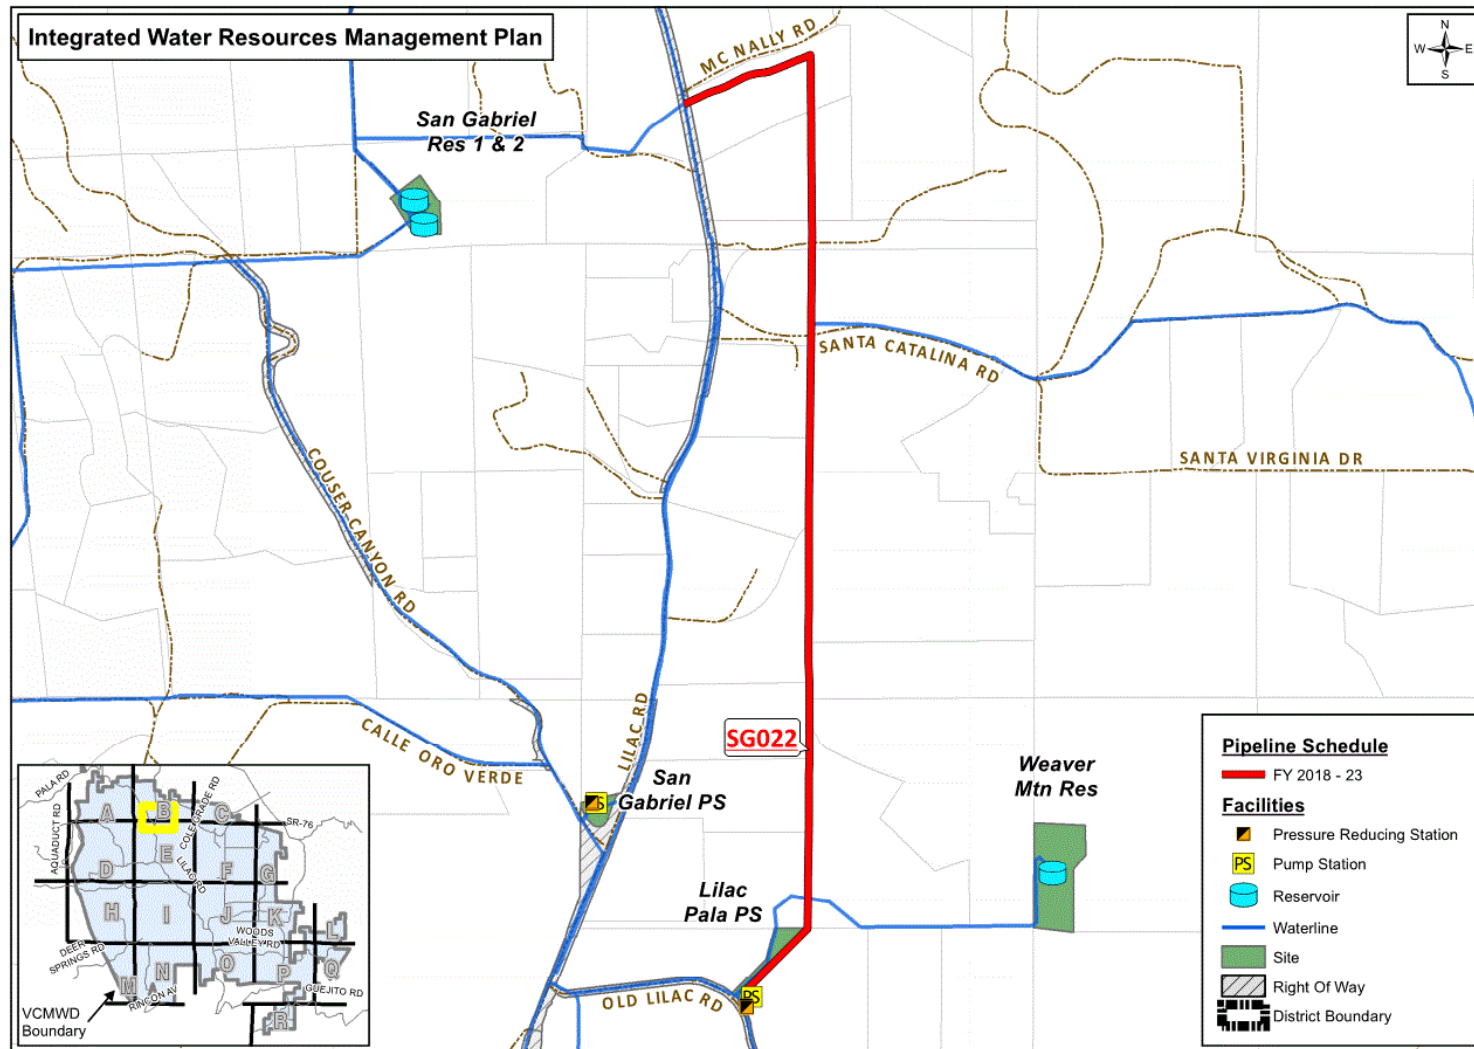 Integrated Water Resources Management Plan
MC NALLY RD
N
W E
S
San Gabriel
Res 1 & 2
SANTA CATALINA RD
SANTA VIRGINIA DR
COUSER CANYON RD
LILAC RD
CALLE ORO VERDE
SG022
San
Gabriel PS
PS
Weaver
Mtn Res
Lilac
Pala PS
PS
OLD LILAC RD
Pipeline Schedule
FY 2018 - 23
Facilities
Pressure Reducing Station
PS Pump Station
Reservoir
Waterline
Site
Right Of Way
District Boundary
PALA RD
AQUADUCT RD
COLE GRADE RD
SR-76
LILAC RD
A B C
E
D F G
H I J K
L
WOODS
VALLEY RD
DEER
SPRINGS RD
M N O P Q
RINCON AV
GUEJITO RD
R
VCMWD
Boundary